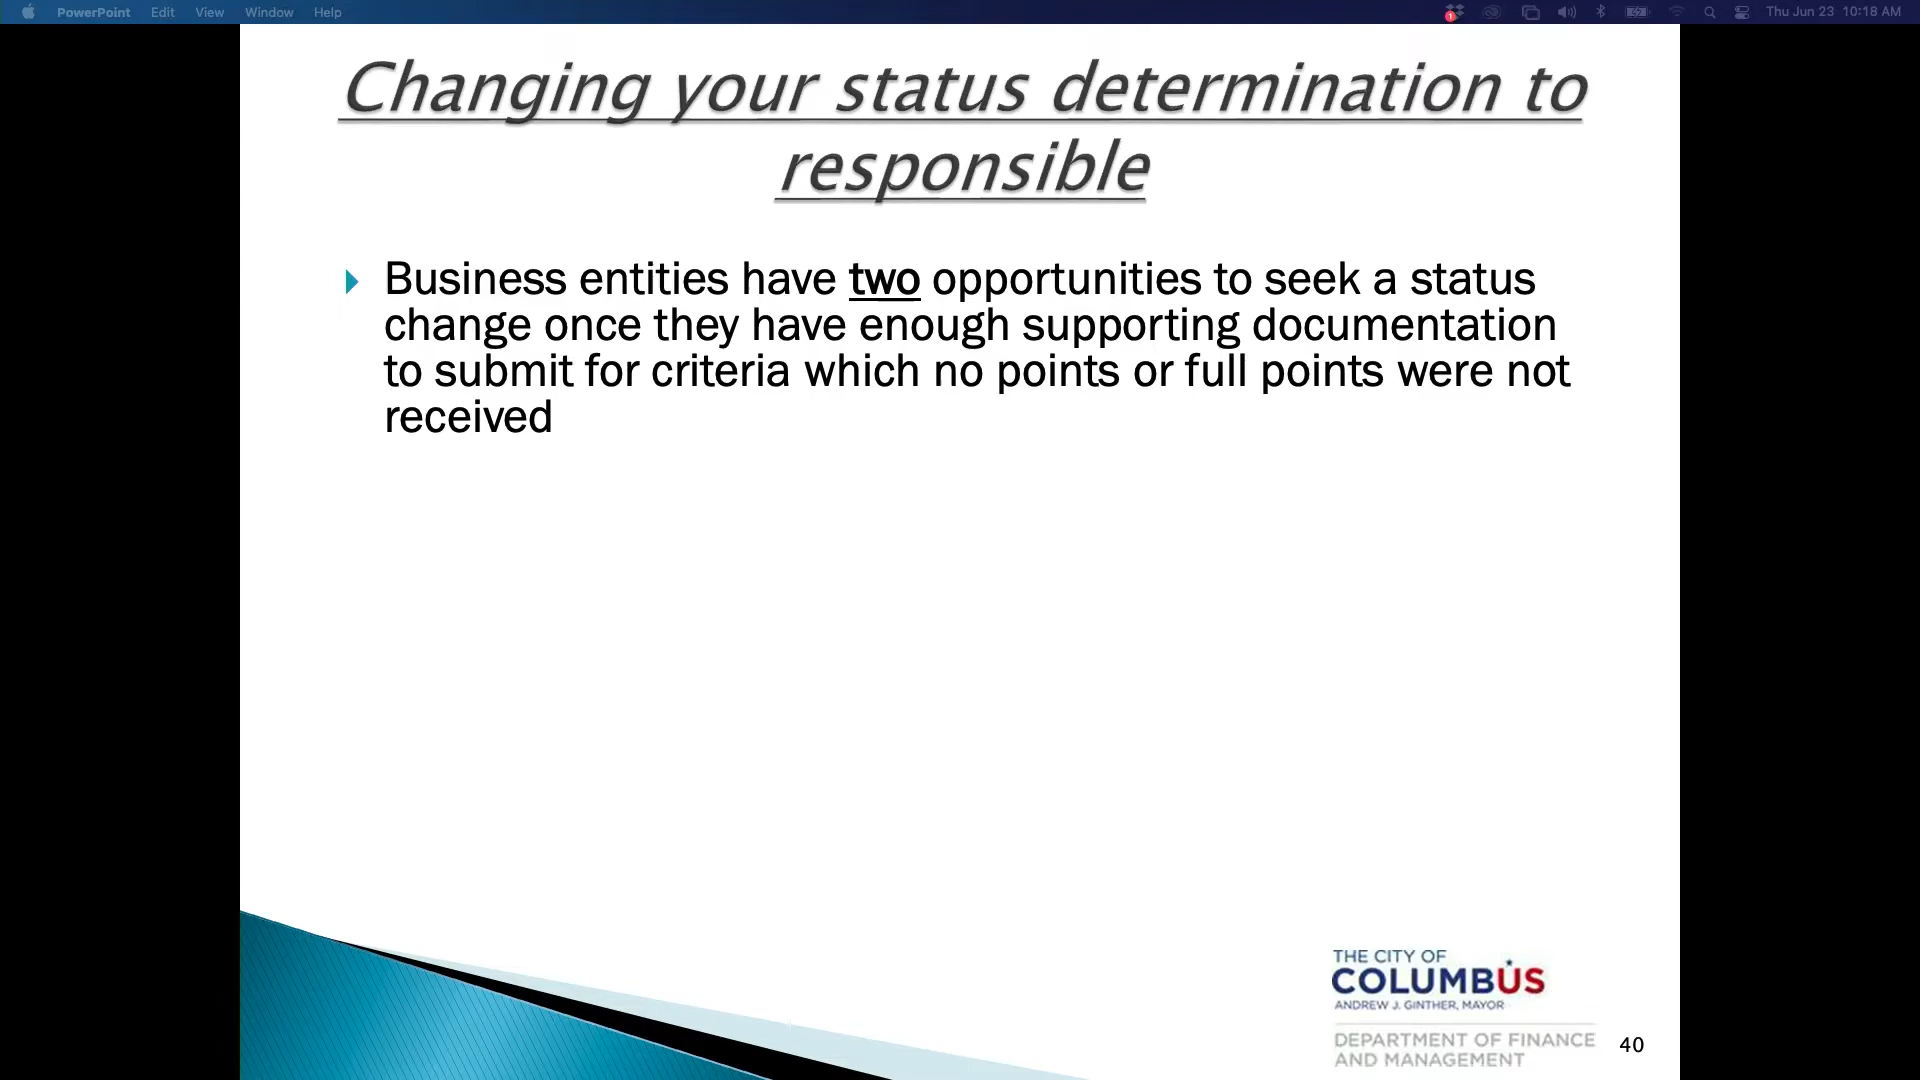 PowerPoint Edit View Window Help
1
Thu Jun 23 10:18 AM
Changing your status determination to
responsible
Business entities have two opportunities to seek a status
change once they have enough supporting documentation
to submit for criteria which no points or full points were not
received
THE CITY OF
COLUMBUS
ANDREW J. GINTHER, MAYOR
DEPARTMENT OF FINANCE
AND MANAGEMENT
40